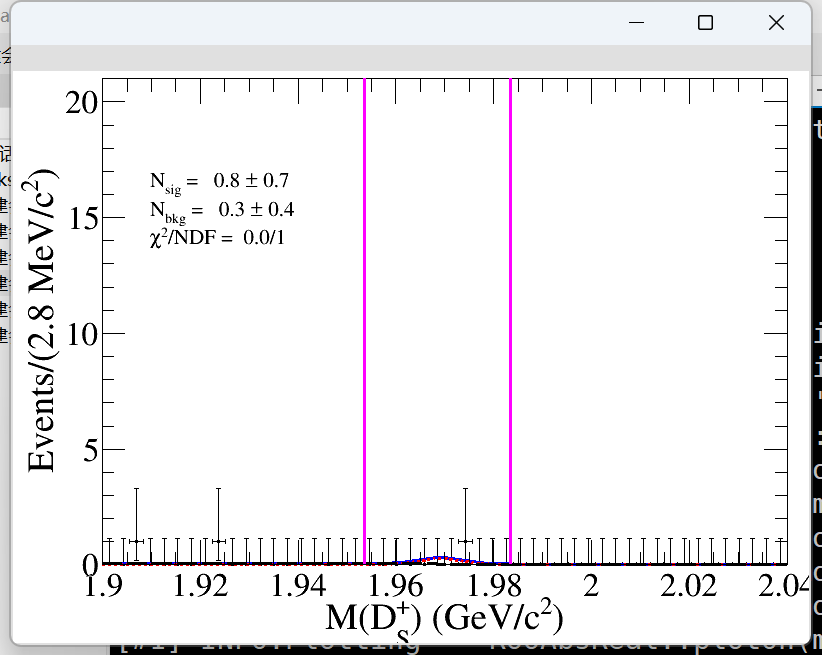 Events/(2.8 MeV/c²)
20
15
10
5
0
N_sig = 0.8 ± 0.7
N_bkg = 0.3 ± 0.4
χ²/NDF = 0.0/1
1.9 1.92 1.94 1.96 1.98 2 2.02 2.04
M(D_S^+) (GeV/c²)